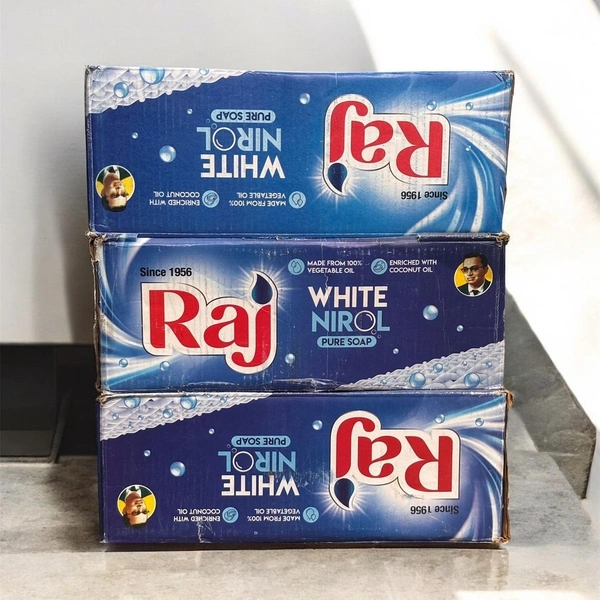 Since 1956
Raj
WHITE
NIROL
PURE SOAP
MADE FROM 100%
VEGETABLE OIL
ENRICHED WITH
COCONUT OIL
Since 1956
Raj
WHITE
NIROL
PURE SOAP
MADE FROM 100%
VEGETABLE OIL
ENRICHED WITH
COCONUT OIL
Since 1956
Raj
WHITE
NIROL
PURE SOAP
MADE FROM 100%
VEGETABLE OIL
ENRICHED WITH
COCONUT OIL